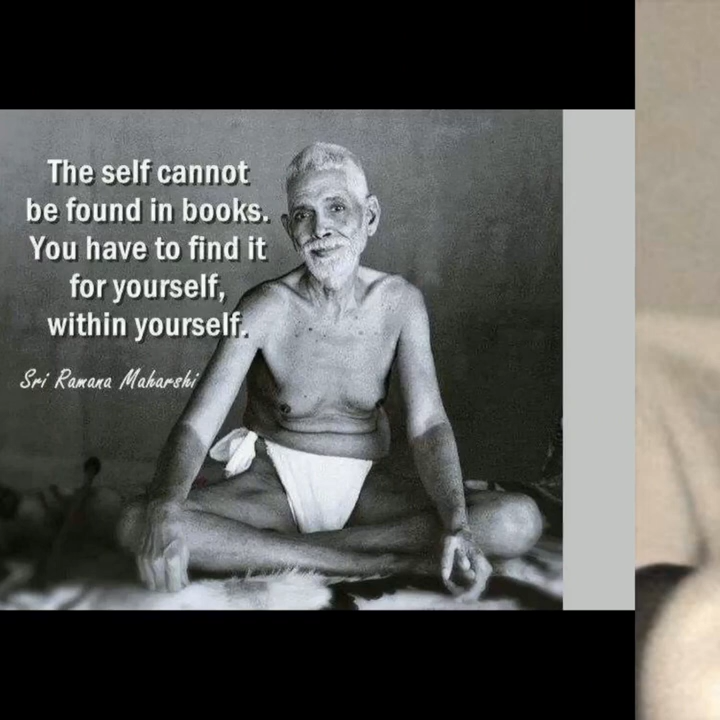 The self cannot
be found in books.
You have to find it
for yourself,
within yourself.
Sri Ramana Maharshi